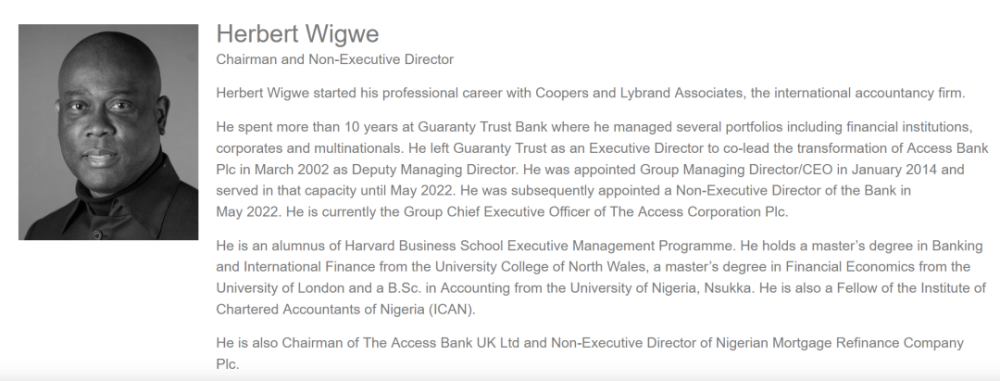 Herbert Wigwe
Chairman and Non-Executive Director
Herbert Wigwe started his professional career with Coopers and Lybrand Associates, the international accountancy firm.
He spent more than 10 years at Guaranty Trust Bank where he managed several portfolios including financial institutions,
corporates and multinationals. He left Guaranty Trust as an Executive Director to co-lead the transformation of Access Bank
Plc in March 2002 as Deputy Managing Director. He was appointed Group Managing Director/CEO in January 2014 and
served in that capacity until May 2022. He was subsequently appointed a Non-Executive Director of the Bank in
May 2022. He is currently the Group Chief Executive Officer of The Access Corporation Plc.
He is an alumnus of Harvard Business School Executive Management Programme. He holds a master’s degree in Banking
and International Finance from the University College of North Wales, a master’s degree in Financial Economics from the
University of London and a B.Sc. in Accounting from the University of Nigeria, Nsukka. He is also a Fellow of the Institute of
Chartered Accountants of Nigeria (ICAN).
He is also Chairman of The Access Bank UK Ltd and Non-Executive Director of Nigerian Mortgage Refinance Company
Plc.